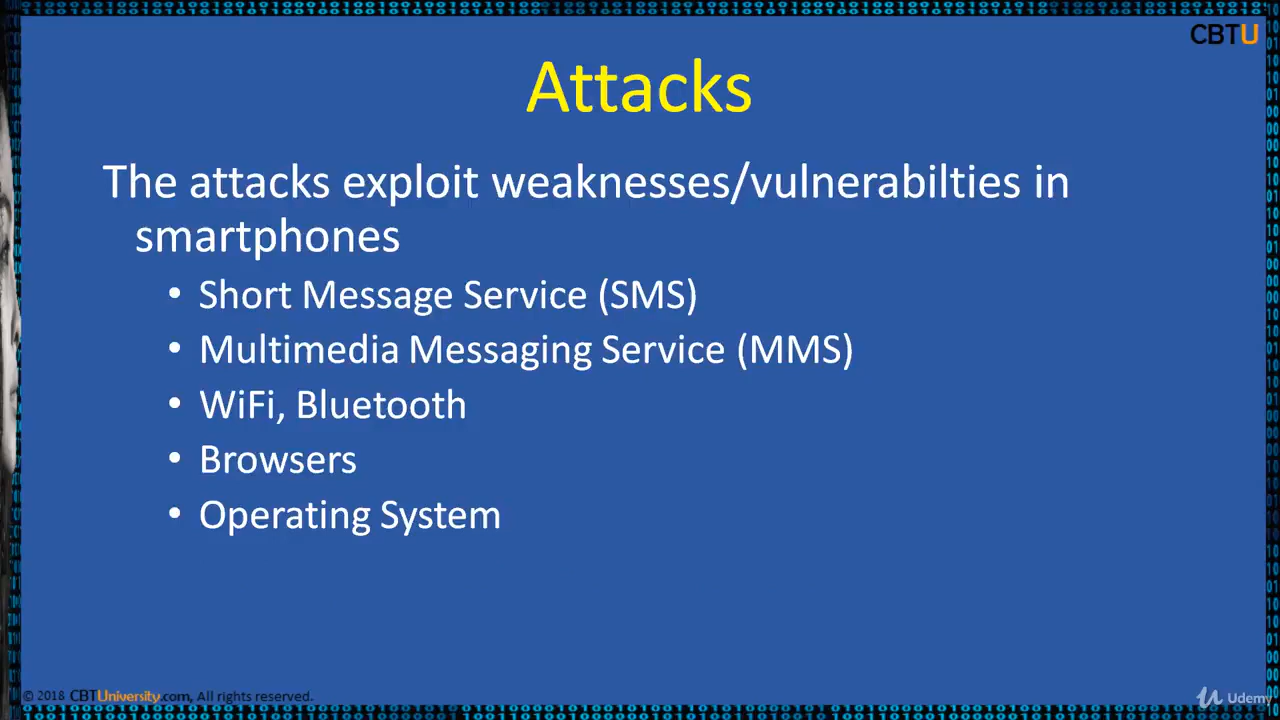 CBTU
Attacks
The attacks exploit weaknesses/vulnerabilties in
smartphones
• Short Message Service (SMS)
• Multimedia Messaging Service (MMS)
• WiFi, Bluetooth
• Browsers
• Operating System
© 2018 CBTUniversity.com, All rights reserved.
Udemy